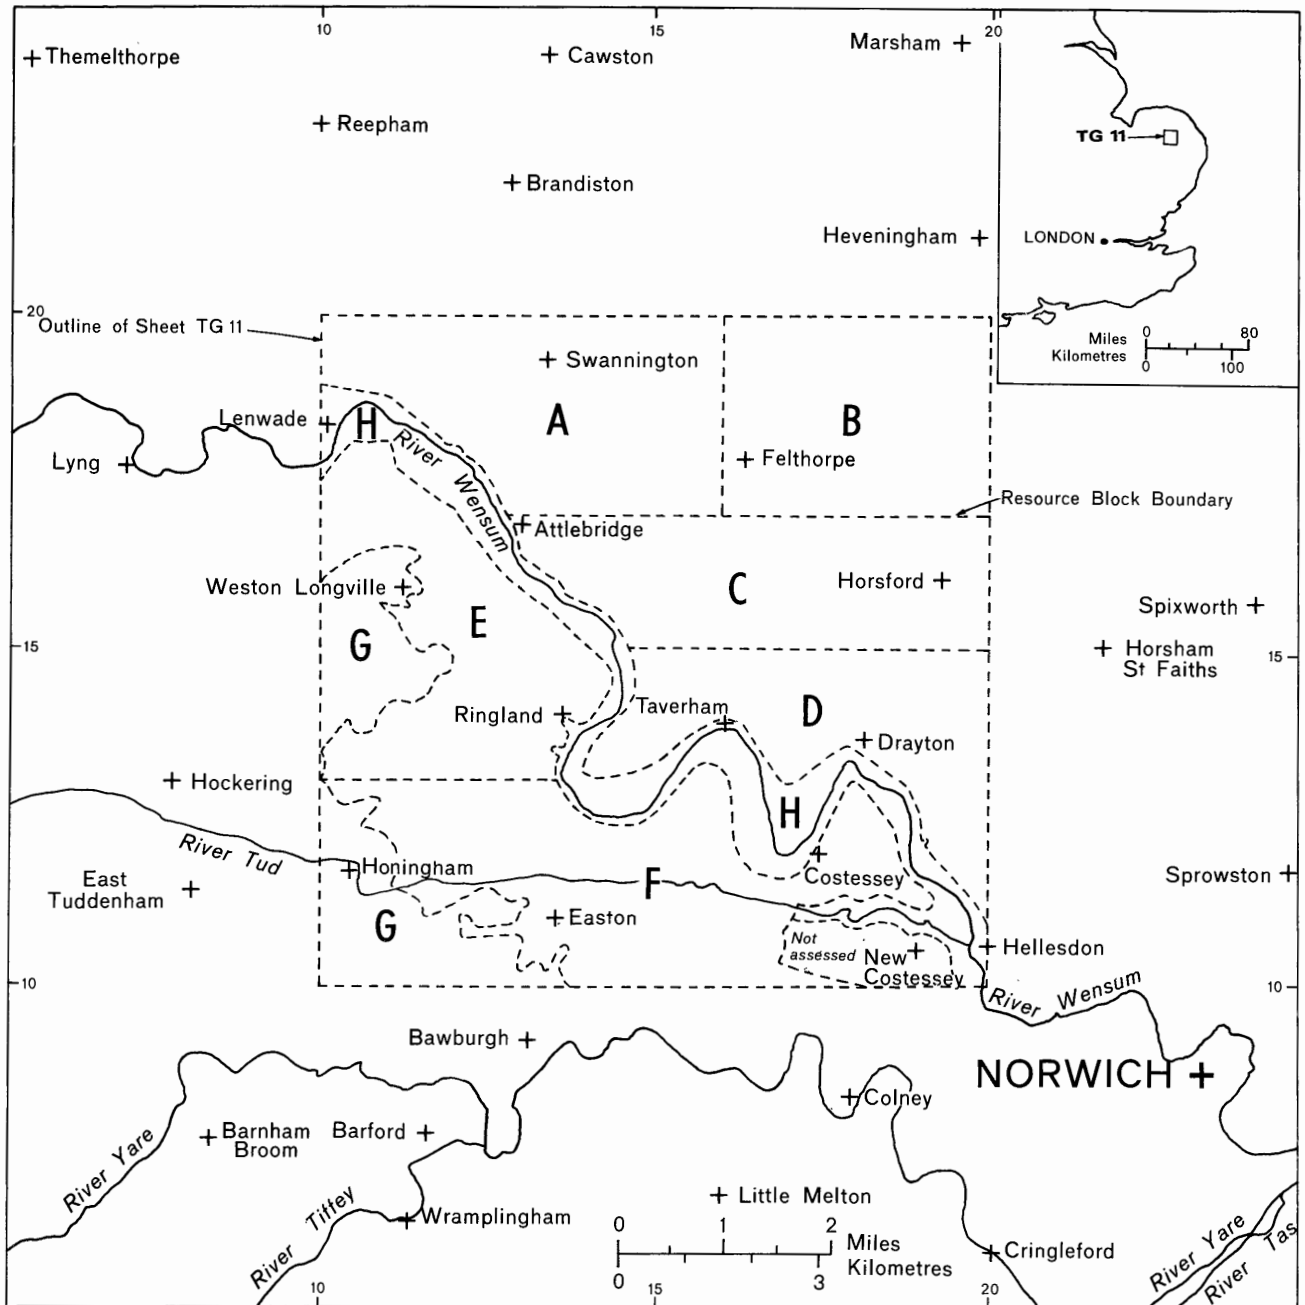 10
15
20
Themelthorpe
Cawston
Marsham
Reepham
TG 11
Brandiston
Heveningham
LONDON
20
Outline of Sheet TG 11
Miles
0
80
Kilometres
0
100
Swannington
Lenwade
H
A
B
River Wensum
Lyng
Felthorpe
Resource Block Boundary
Attlebridge
Weston Longville
C
Horsford
Spixworth
E
G
15
Horsham
St Faiths
15
Ringland
Taverham
D
Drayton
Hockering
H
River Tud
Honingham
East
Tuddenham
F
Costessey
Sprowston
G
Easton
Not
assessed
New
Costessey
Hellesdon
10
River Wensum
10
Bawburgh
NORWICH
Colney
River Yare
Barnham
Broom
Barford
Little Melton
River Tiffey
Wramplingham
0
1
2
Miles
Kilometres
0
3
Cringleford
River Yare
River Tas
10
15
20